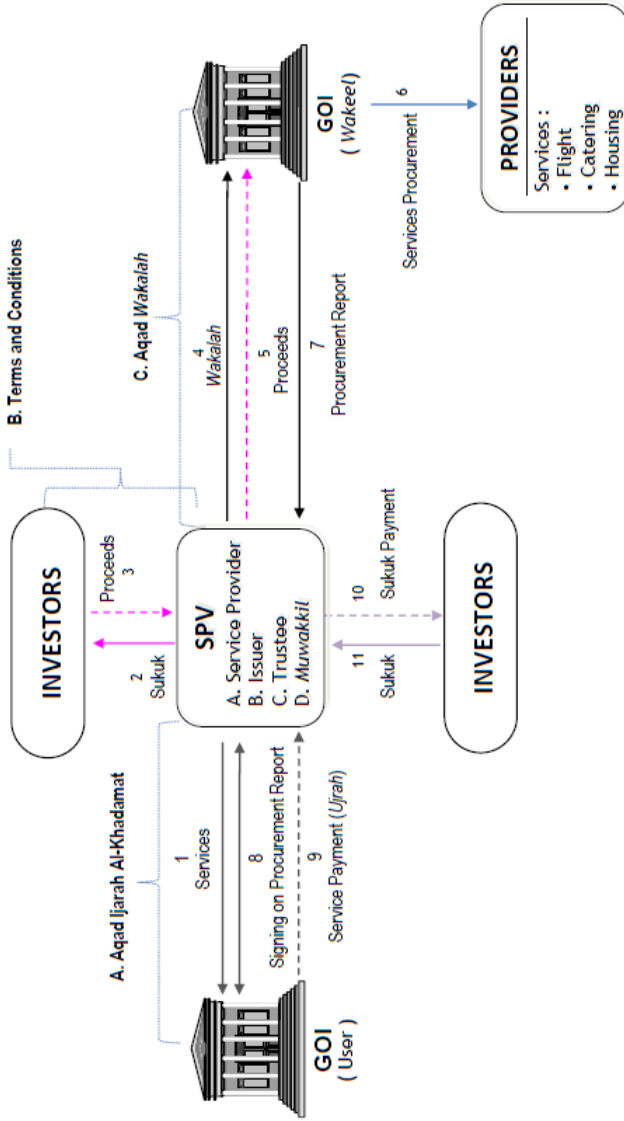 B. Terms and Conditions
A. Aqad Ijarah Al-Khadamat
INVESTORS
C. Aqad Wakalah
2
Sukuk
Proceeds
3
GOI
( User )
1
Services
8
Signing on Procurement Report
9
Service Payment (Ujrah)
SPV
A. Service Provider
B. Issuer
C. Trustee
D. Muwakkil
4
Wakalah
5
Proceeds
7
Procurement Report
GOI
( Wakeel )
11
Sukuk
10
Sukuk Payment
INVESTORS
6
Services Procurement
PROVIDERS
Services :
• Flight
• Catering
• Housing